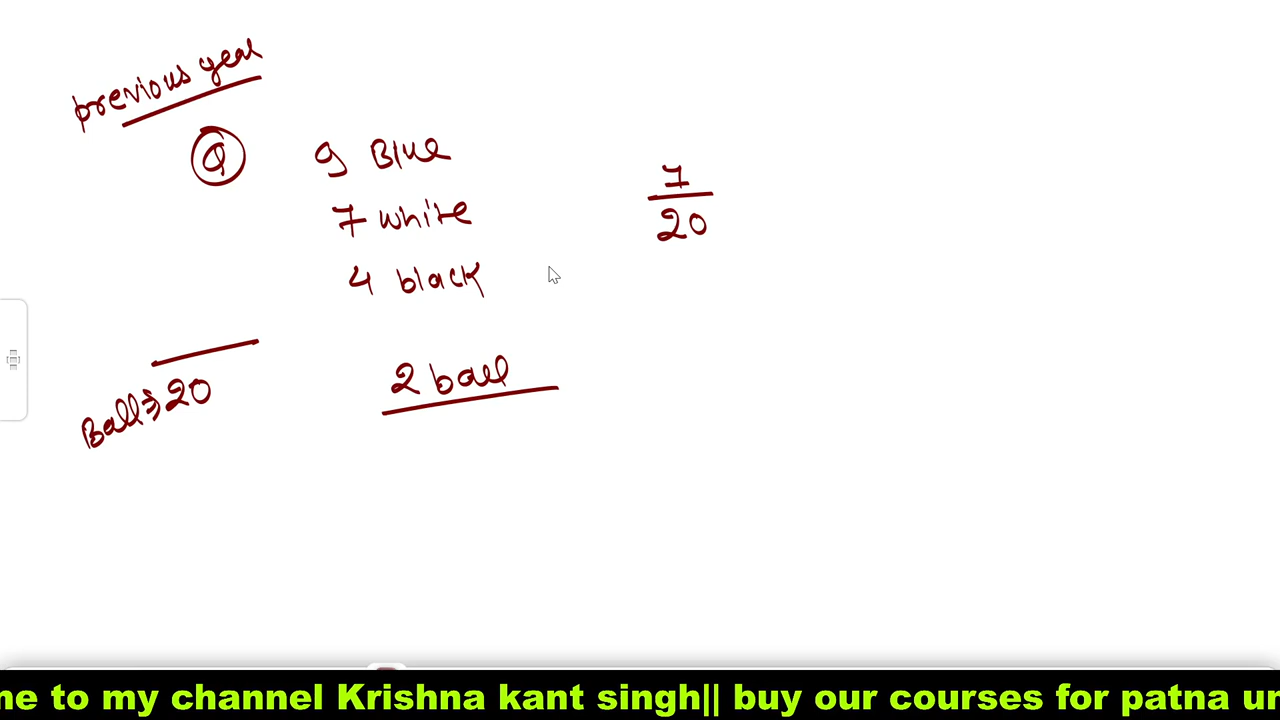 previous year
Q 9 Blue
7 white
4 black
7
20
2 ball
Ball ⇒ 20
me to my channel Krishna kant singh|| buy our courses for patna un